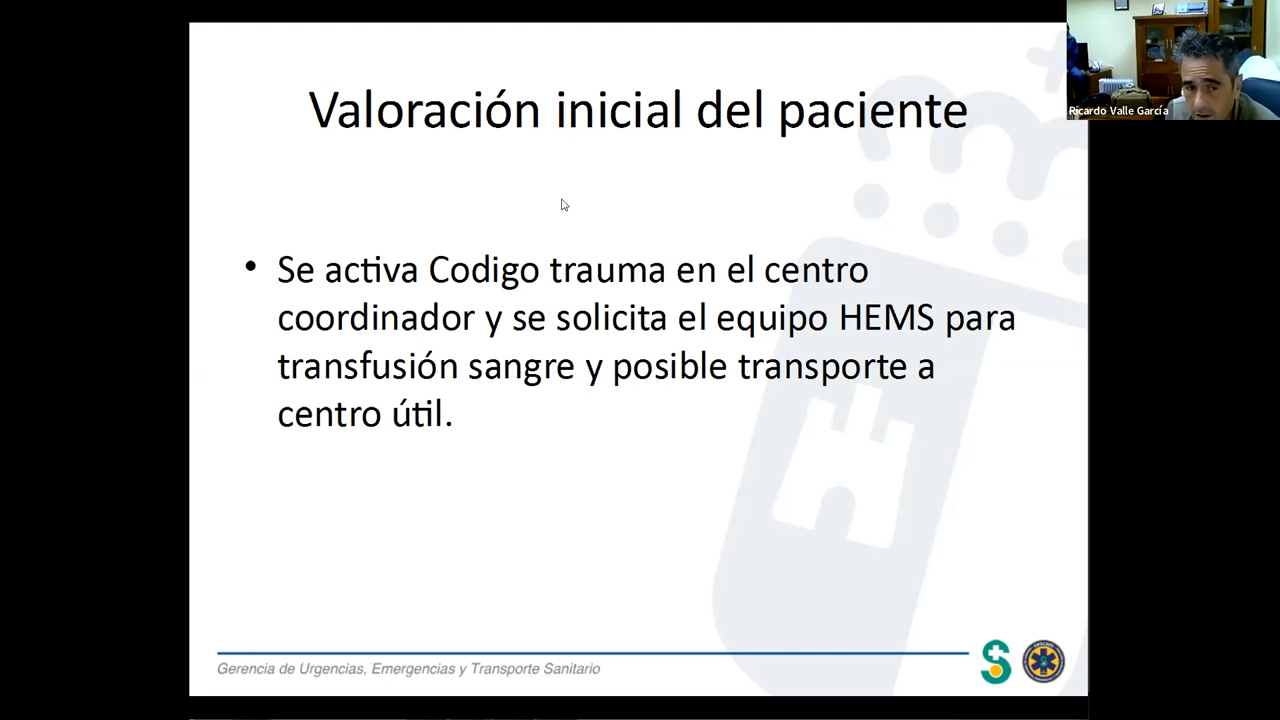 Valoración inicial del paciente
Ricardo Valle García
• Se activa Codigo trauma en el centro
coordinador y se solicita el equipo HEMS para
transfusión sangre y posible transporte a
centro útil.
Gerencia de Urgencias, Emergencias y Transporte Sanitario